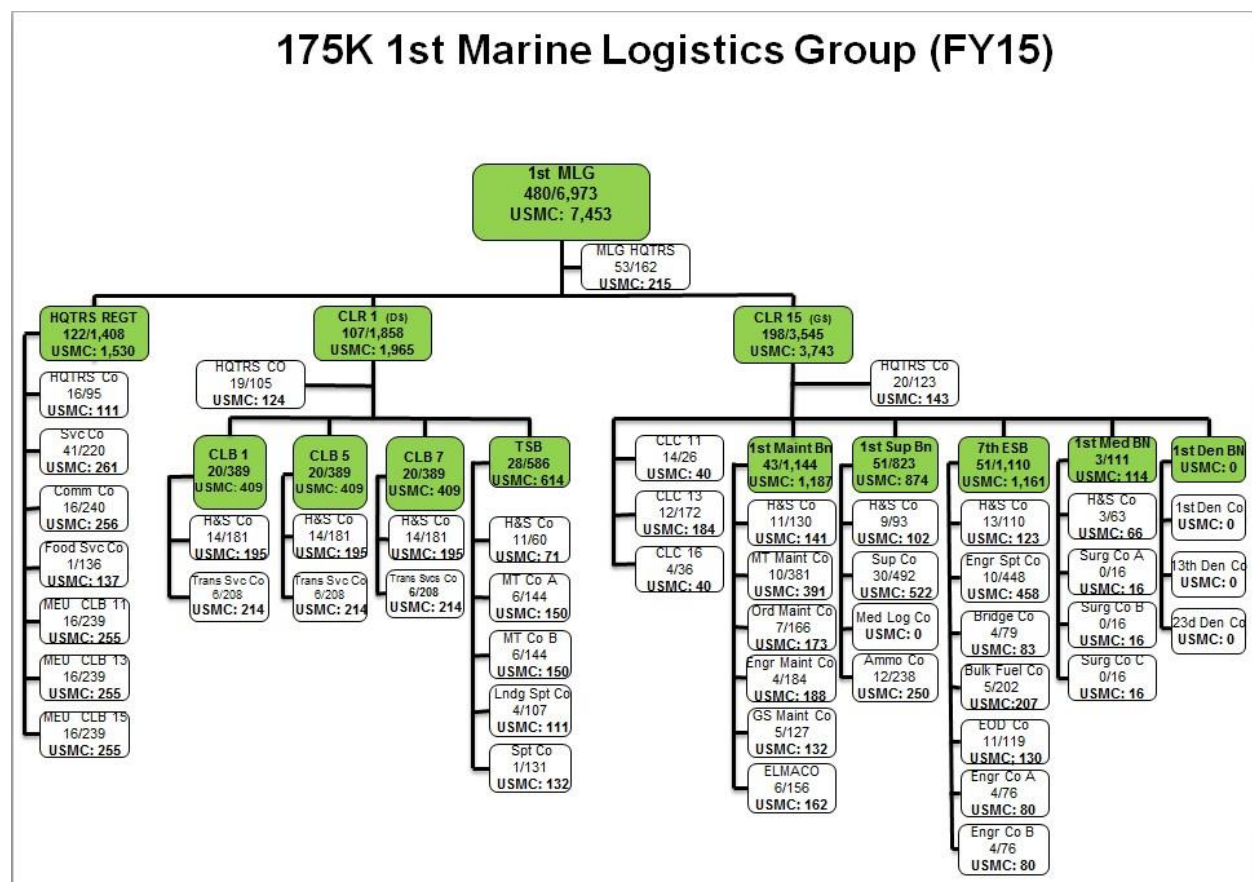 175K 1st Marine Logistics Group (FY15)
1st MLG
480/6,973
USMC: 7,453
MLG HQTRS
53/162
USMC: 215
HQTRS REGT
122/1,408
USMC: 1,530
HQTRS Co
16/95
USMC: 111
Svc Co
41/220
USMC: 261
Comm Co
16/240
USMC: 256
Food Svc Co
1/136
USMC: 137
MEU CLB 11
16/239
USMC: 255
MEU CLB 13
16/239
USMC: 255
MEU CLB 15
16/239
USMC: 255
CLR 1 (DS)
107/1,858
USMC: 1,965
HQTRS CO
19/105
USMC: 124
CLB 1
20/389
USMC: 409
H&S Co
14/181
USMC: 195
Trans Svc Co
6/208
USMC: 214
CLB 5
20/389
USMC: 409
H&S Co
14/181
USMC: 195
Trans Svc Co
6/208
USMC: 214
CLB 7
20/389
USMC: 409
H&S Co
14/181
USMC: 195
Trans Svcs Co
6/208
USMC: 214
TSB
28/586
USMC: 614
H&S Co
11/60
USMC: 71
MT Co A
6/144
USMC: 150
MT Co B
6/144
USMC: 150
Lndg Spt Co
4/107
USMC: 111
Spt Co
1/131
USMC: 132
CLR 15 (GS)
198/3,545
USMC: 3,743
HQTRS Co
20/123
USMC: 143
CLC 11
14/26
USMC: 40
CLC 13
12/172
USMC: 184
CLC 16
4/36
USMC: 40
1st Maint Bn
43/1,144
USMC: 1,187
H&S Co
11/130
USMC: 141
MT Maint Co
10/381
USMC: 391
Ord Maint Co
7/166
USMC: 173
Engr Maint Co
4/184
USMC: 188
GS Maint Co
5/127
USMC: 132
ELMACO
6/156
USMC: 162
1st Sup Bn
51/823
USMC: 874
H&S Co
9/93
USMC: 102
Sup Co
30/492
USMC: 522
Med Log Co
USMC: 0
Ammo Co
12/238
USMC: 250
7th ESB
51/1,110
USMC: 1,161
H&S Co
13/110
USMC: 123
Engr Spt Co
10/448
USMC: 458
Bridge Co
4/79
USMC: 83
Bulk Fuel Co
5/202
USMC:207
EOD Co
11/119
USMC: 130
Engr Co A
4/76
USMC: 80
Engr Co B
4/76
USMC: 80
1st Med BN
3/111
USMC: 114
H&S Co
3/63
USMC: 66
Surg Co A
0/16
USMC: 16
Surg Co B
0/16
USMC: 16
Surg Co C
0/16
USMC: 16
1st Den BN
USMC: 0
1st Den Co
USMC: 0
13th Den Co
USMC: 0
23d Den Co
USMC: 0